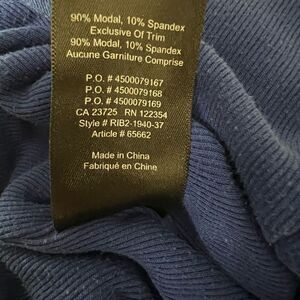 90% Modal, 10% Spandex
Exclusive Of Trim
90% Modal, 10% Spandex
Aucune Garniture Comprise
P.O. # 4500079167
P.O. # 4500079168
P.O. # 4500079169
CA 23725 RN 122354
Style # RIB2-1940-37
Article # 65662
Made in China
Fabriqué en Chine